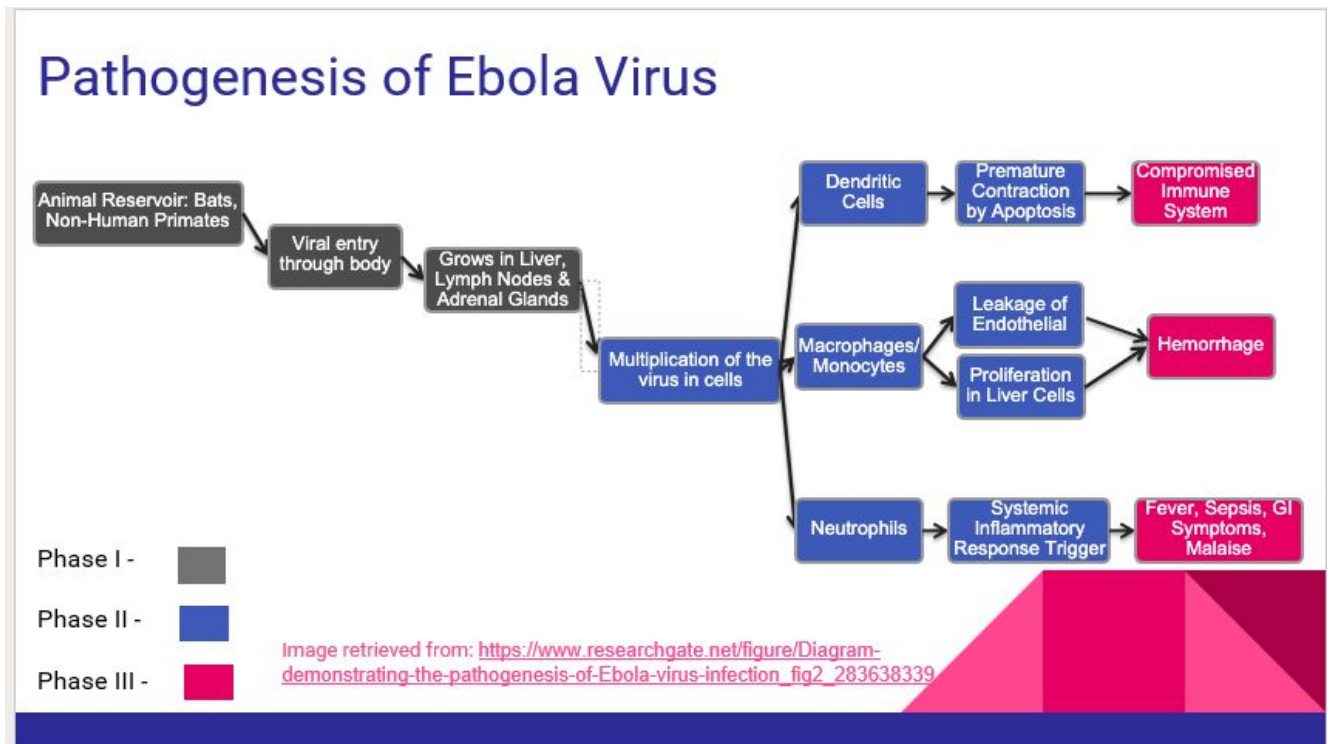 Pathogenesis of Ebola Virus
Animal Reservoir: Bats,
Non-Human Primates
Viral entry
through body
Grows in Liver,
Lymph Nodes &
Adrenal Glands
Multiplication of the
virus in cells
Dendritic
Cells
Premature
Contraction
by Apoptosis
Compromised
Immune
System
Macrophages/
Monocytes
Leakage of
Endothelial
Proliferation
in Liver Cells
Hemorrhage
Neutrophils
Systemic
Inflammatory
Response Trigger
Fever, Sepsis, GI
Symptoms,
Malaise
Phase I -
Phase II -
Phase III -
Image retrieved from: https://www.researchgate.net/figure/Diagram-
demonstrating-the-pathogenesis-of-Ebola-virus-infection_fig2_283638339